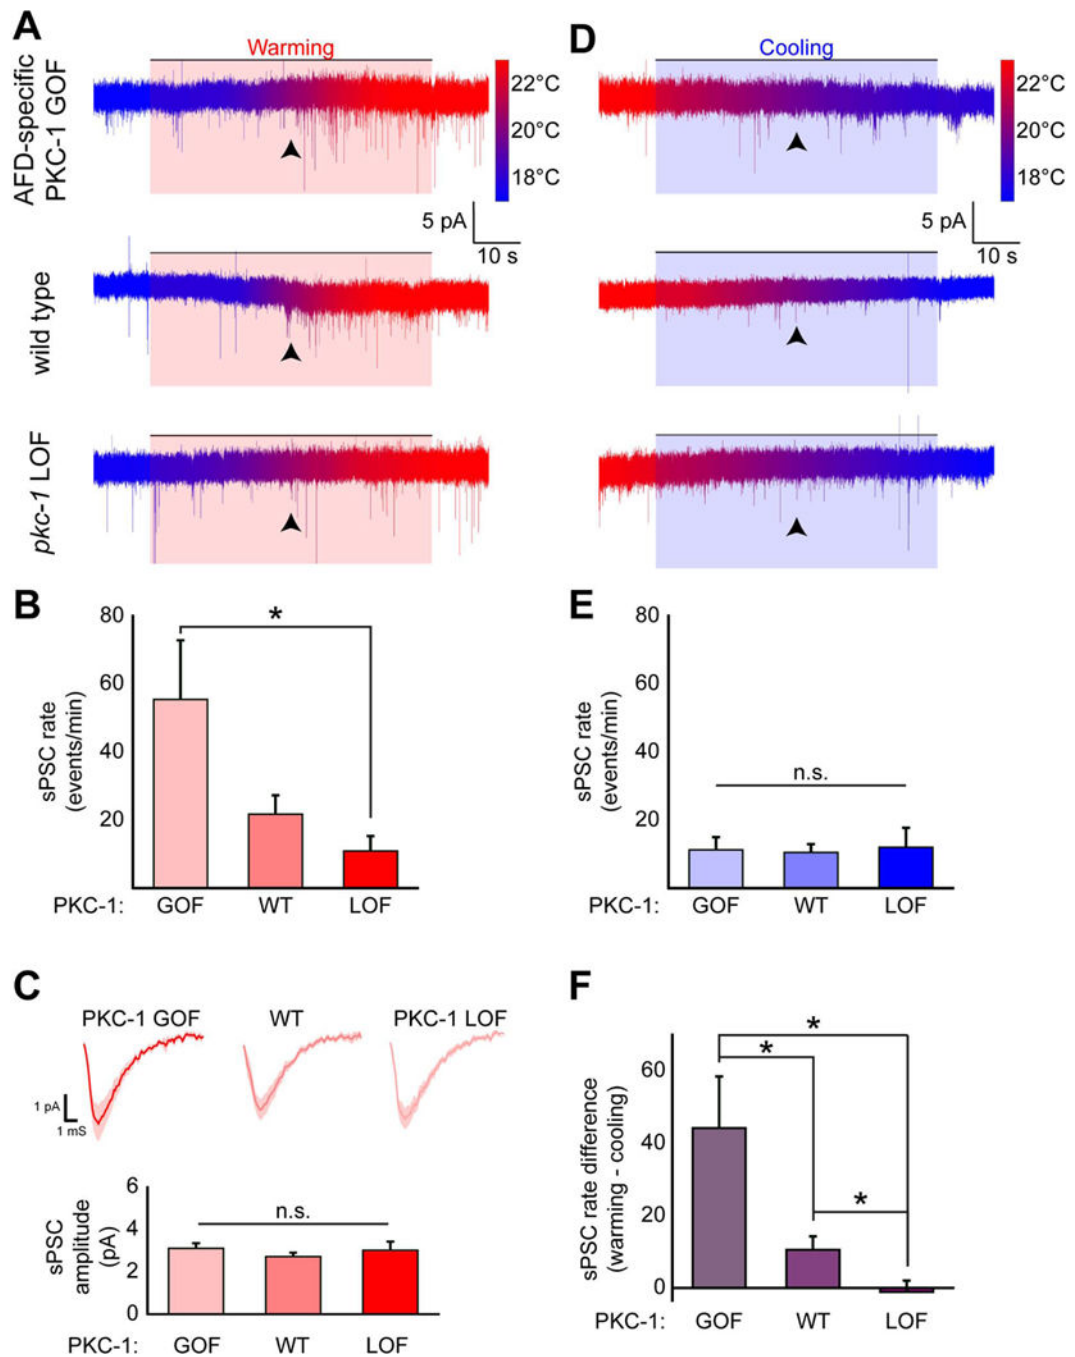 A
Warming
AFD-specific
PKC-1 GOF
22°C
20°C
18°C
5 pA
10 s
wild type
pkc-1 LOF
D
Cooling
22°C
20°C
18°C
5 pA
10 s
B
80
60
40
20
sPSC rate
(events/min)
*
PKC-1: GOF WT LOF
E
80
60
40
20
sPSC rate
(events/min)
n.s.
PKC-1: GOF WT LOF
C
PKC-1 GOF WT PKC-1 LOF
1 pA
1 mS
6
4
2
0
sPSC
amplitude
(pA)
n.s.
PKC-1: GOF WT LOF
F
60
40
20
0
sPSC rate difference
(warming - cooling)
*
*
*
PKC-1: GOF WT LOF